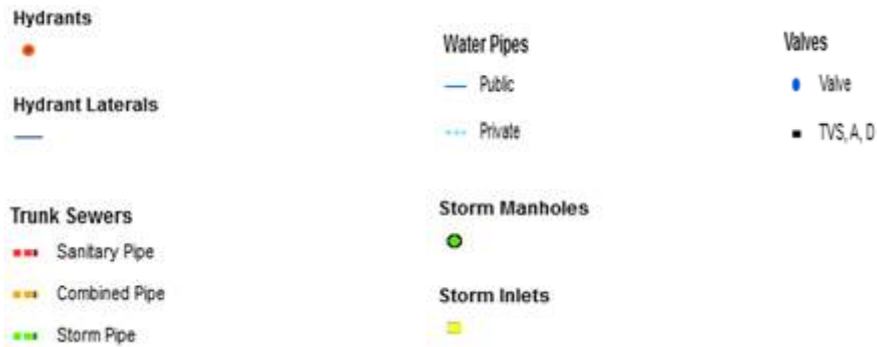 Hydrants
Hydrant Laterals
Water Pipes
Public
Private
Valves
Valve
TVS, A, D
Trunk Sewers
Sanitary Pipe
Combined Pipe
Storm Pipe
Storm Manholes
Storm Inlets